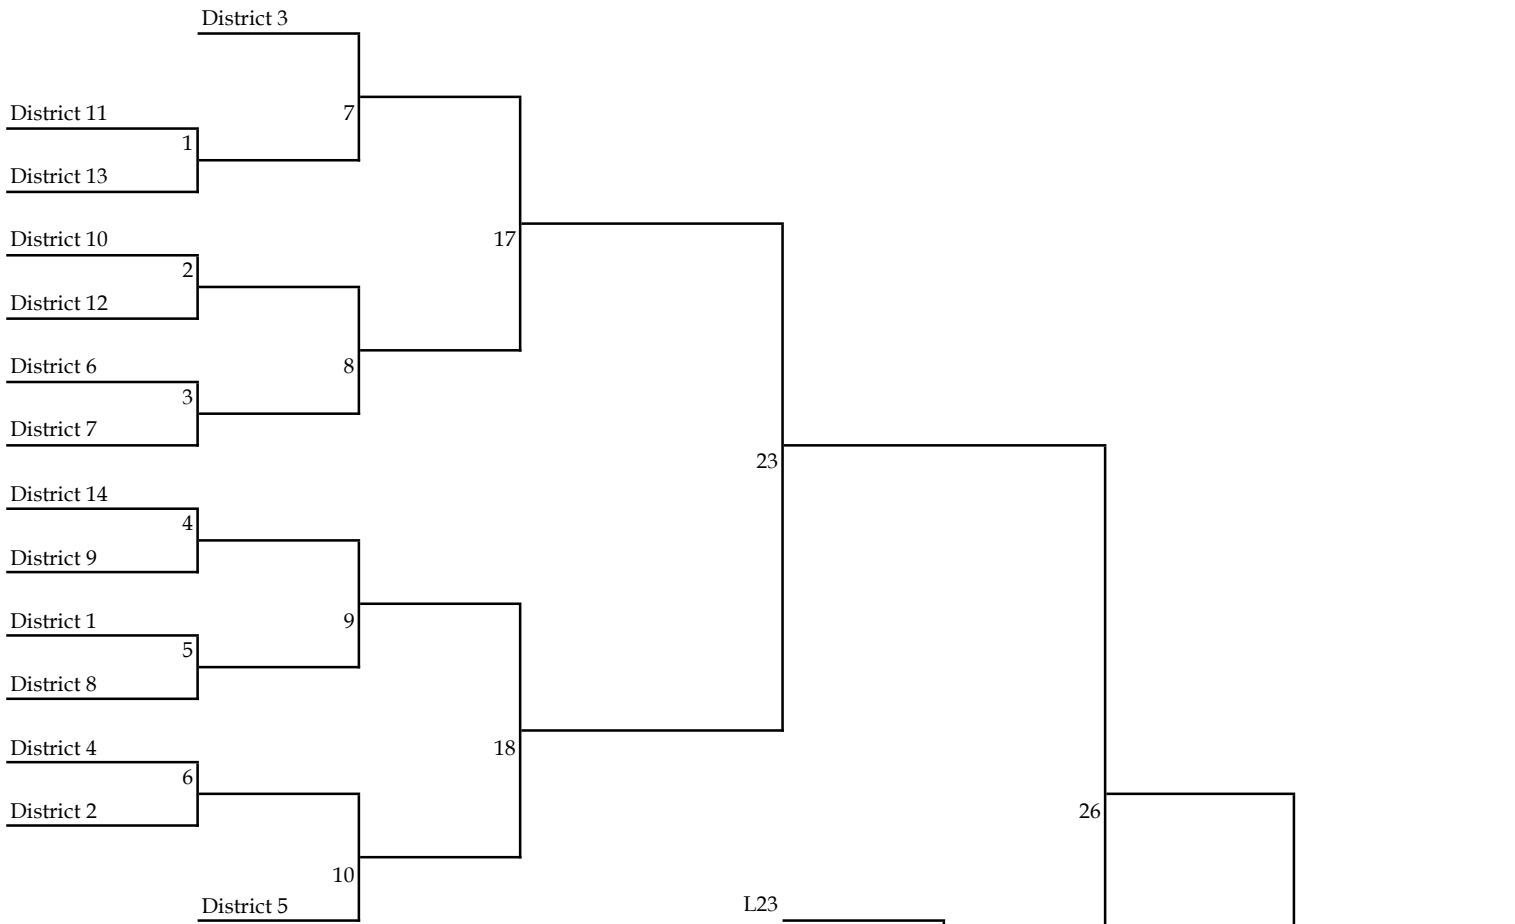 District 3
District 11
7
1
District 13
District 10
17
2
District 12
District 6
8
3
District 7
23
District 14
4
District 9
District 1
9
5
District 8
District 4
18
6
District 2
26
10
District 5
L23